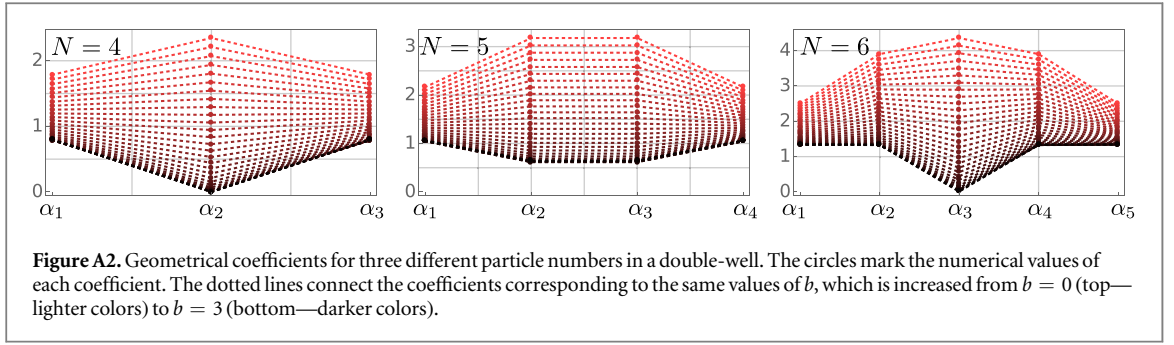 N = 4
2
1
0
α₁ α₂ α₃
N = 5
3
2
1
0
α₁ α₂ α₃ α₄
N = 6
4
3
2
1
0
α₁ α₂ α₃ α₄ α₅
Figure A2. Geometrical coefficients for three different particle numbers in a double-well. The circles mark the numerical values of
each coefficient. The dotted lines connect the coefficients corresponding to the same values of b, which is increased from b = 0 (top—
lighter colors) to b = 3 (bottom—darker colors).